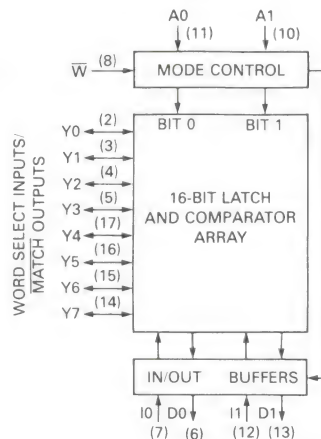 A0 A1
(11) (10)
W̅ (8) MODE CONTROL
BIT 0 BIT 1
WORD SELECT INPUTS/
M̅A̅T̅C̅H̅ OUTPUTS
Y0 (2)
Y1 (3)
Y2 (4)
Y3 (5)
Y4 (17)
Y5 (16)
Y6 (15)
Y7 (14)
16-BIT LATCH
AND COMPARATOR
ARRAY
IN/OUT BUFFERS
I0 D0 I1 D1
(7) (6) (12) (13)